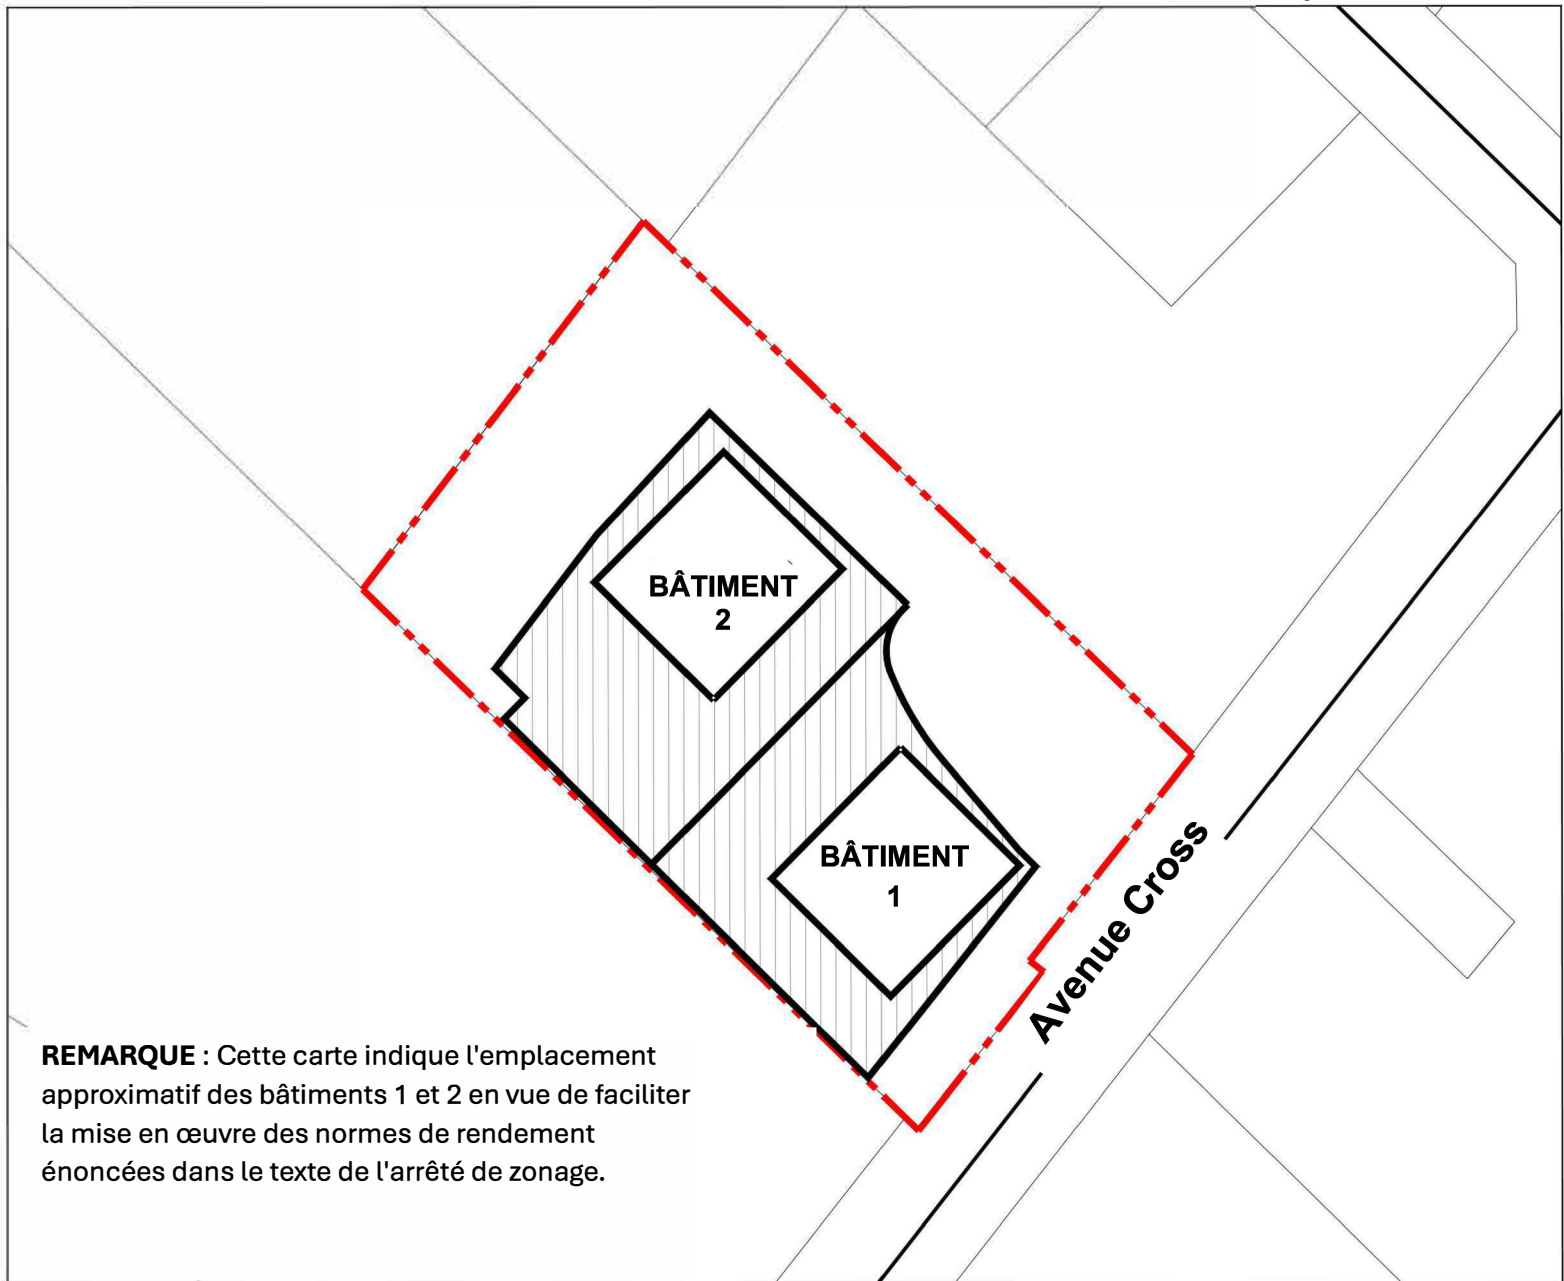 BÂTIMENT
2
BÂTIMENT
1
Avenue Cross
REMARQUE : Cette carte indique l'emplacement
approximatif des bâtiments 1 et 2 en vue de faciliter
la mise en œuvre des normes de rendement
énoncées dans le texte de l'arrêté de zonage.